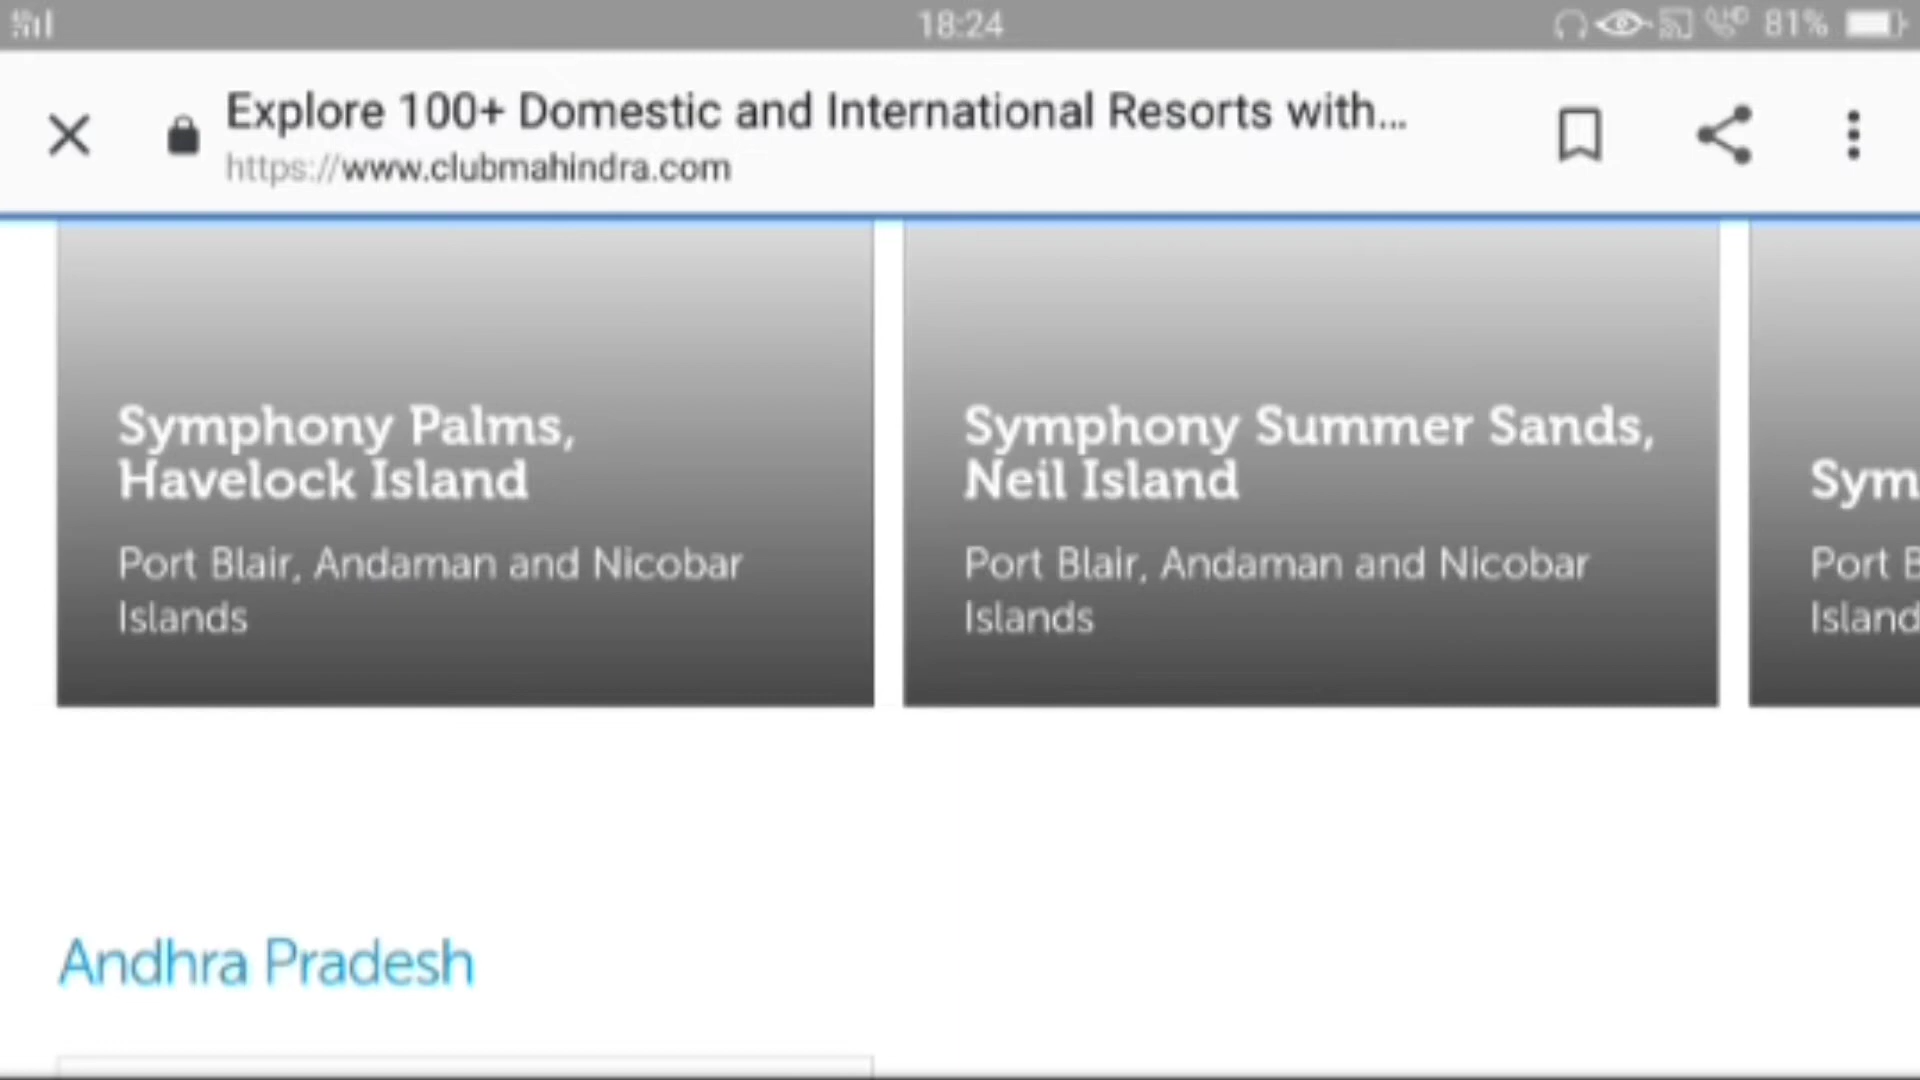 18:24
81%
Explore 100+ Domestic and International Resorts with...
https://www.clubmahindra.com
Symphony Palms,
Havelock Island
Port Blair, Andaman and Nicobar
Islands
Symphony Summer Sands,
Neil Island
Port Blair, Andaman and Nicobar
Islands
Sym
Port B
Island
Andhra Pradesh